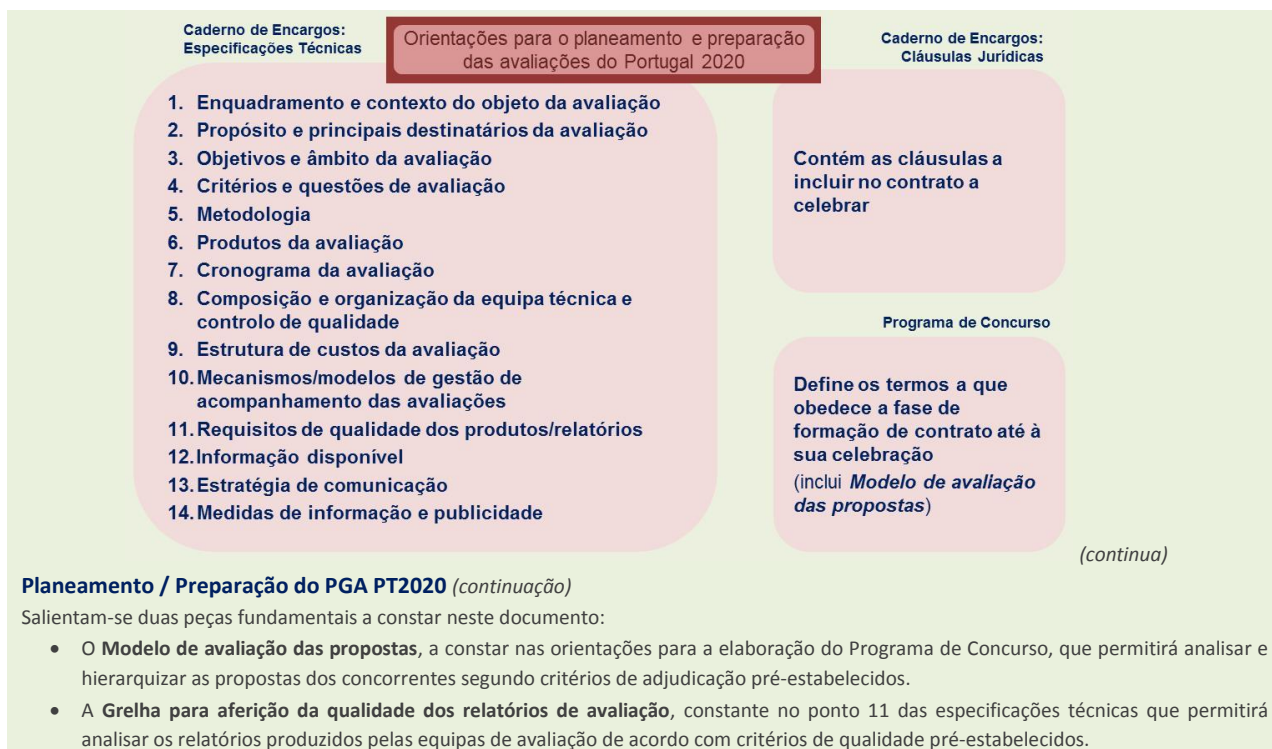 Caderno de Encargos:
Especificações Técnicas
Orientações para o planeamento e preparação
das avaliações do Portugal 2020
Caderno de Encargos:
Cláusulas Jurídicas
1. Enquadramento e contexto do objeto da avaliação
2. Propósito e principais destinatários da avaliação
3. Objetivos e âmbito da avaliação
4. Critérios e questões de avaliação
5. Metodologia
6. Produtos da avaliação
7. Cronograma da avaliação
8. Composição e organização da equipa técnica e
controlo de qualidade
9. Estrutura de custos da avaliação
10. Mecanismos/modelos de gestão de
acompanhamento das avaliações
11. Requisitos de qualidade dos produtos/relatórios
12. Informação disponível
13. Estratégia de comunicação
14. Medidas de informação e publicidade
Contém as cláusulas a
incluir no contrato a
celebrar
Programa de Concurso
Define os termos a que
obedece a fase de
formação de contrato até à
sua celebração
(inclui Modelo de avaliação
das propostas)
(continua)
Planeamento / Preparação do PGA PT2020 (continuação)
Salientam-se duas peças fundamentais a constar neste documento:
• O Modelo de avaliação das propostas, a constar nas orientações para a elaboração do Programa de Concurso, que permitirá analisar e
hierarquizar as propostas dos concorrentes segundo critérios de adjudicação pré-estabelecidos.
• A Grelha para aferição da qualidade dos relatórios de avaliação, constante no ponto 11 das especificações técnicas que permitirá
analisar os relatórios produzidos pelas equipas de avaliação de acordo com critérios de qualidade pré-estabelecidos.